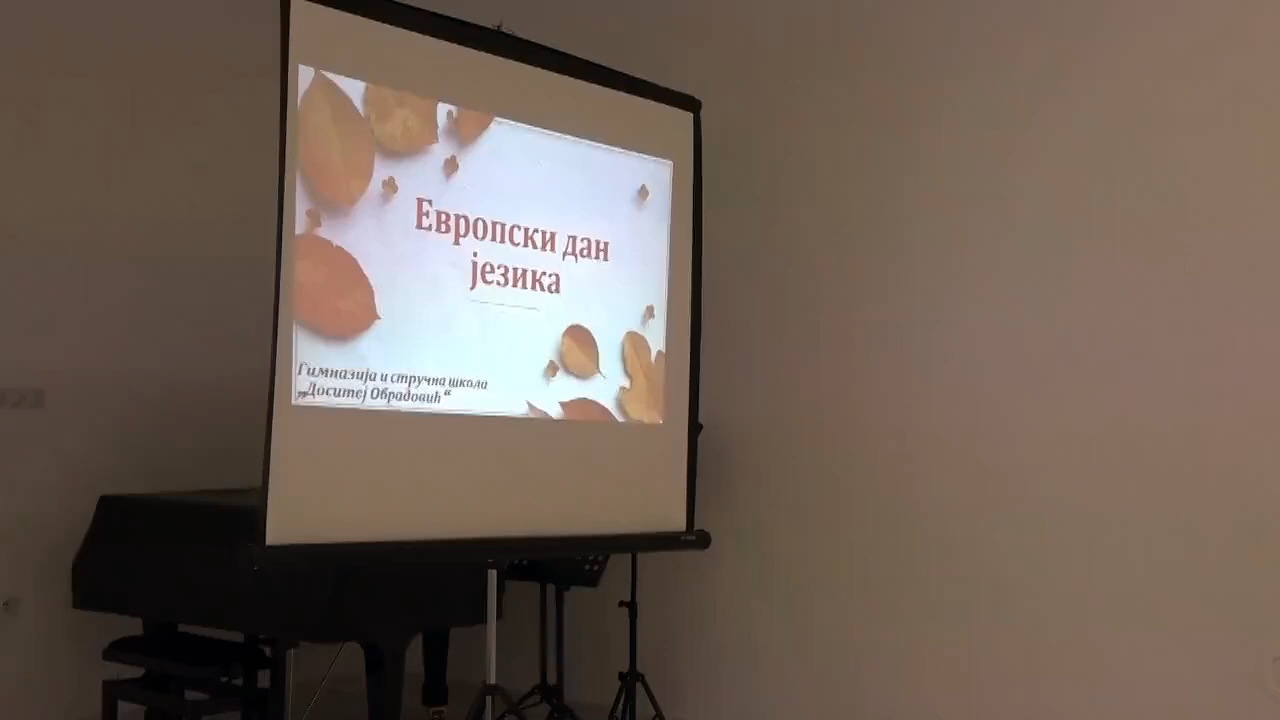 Европски дан
језика
Гимназија и стручна школа
„Доситеј Обрадовић“